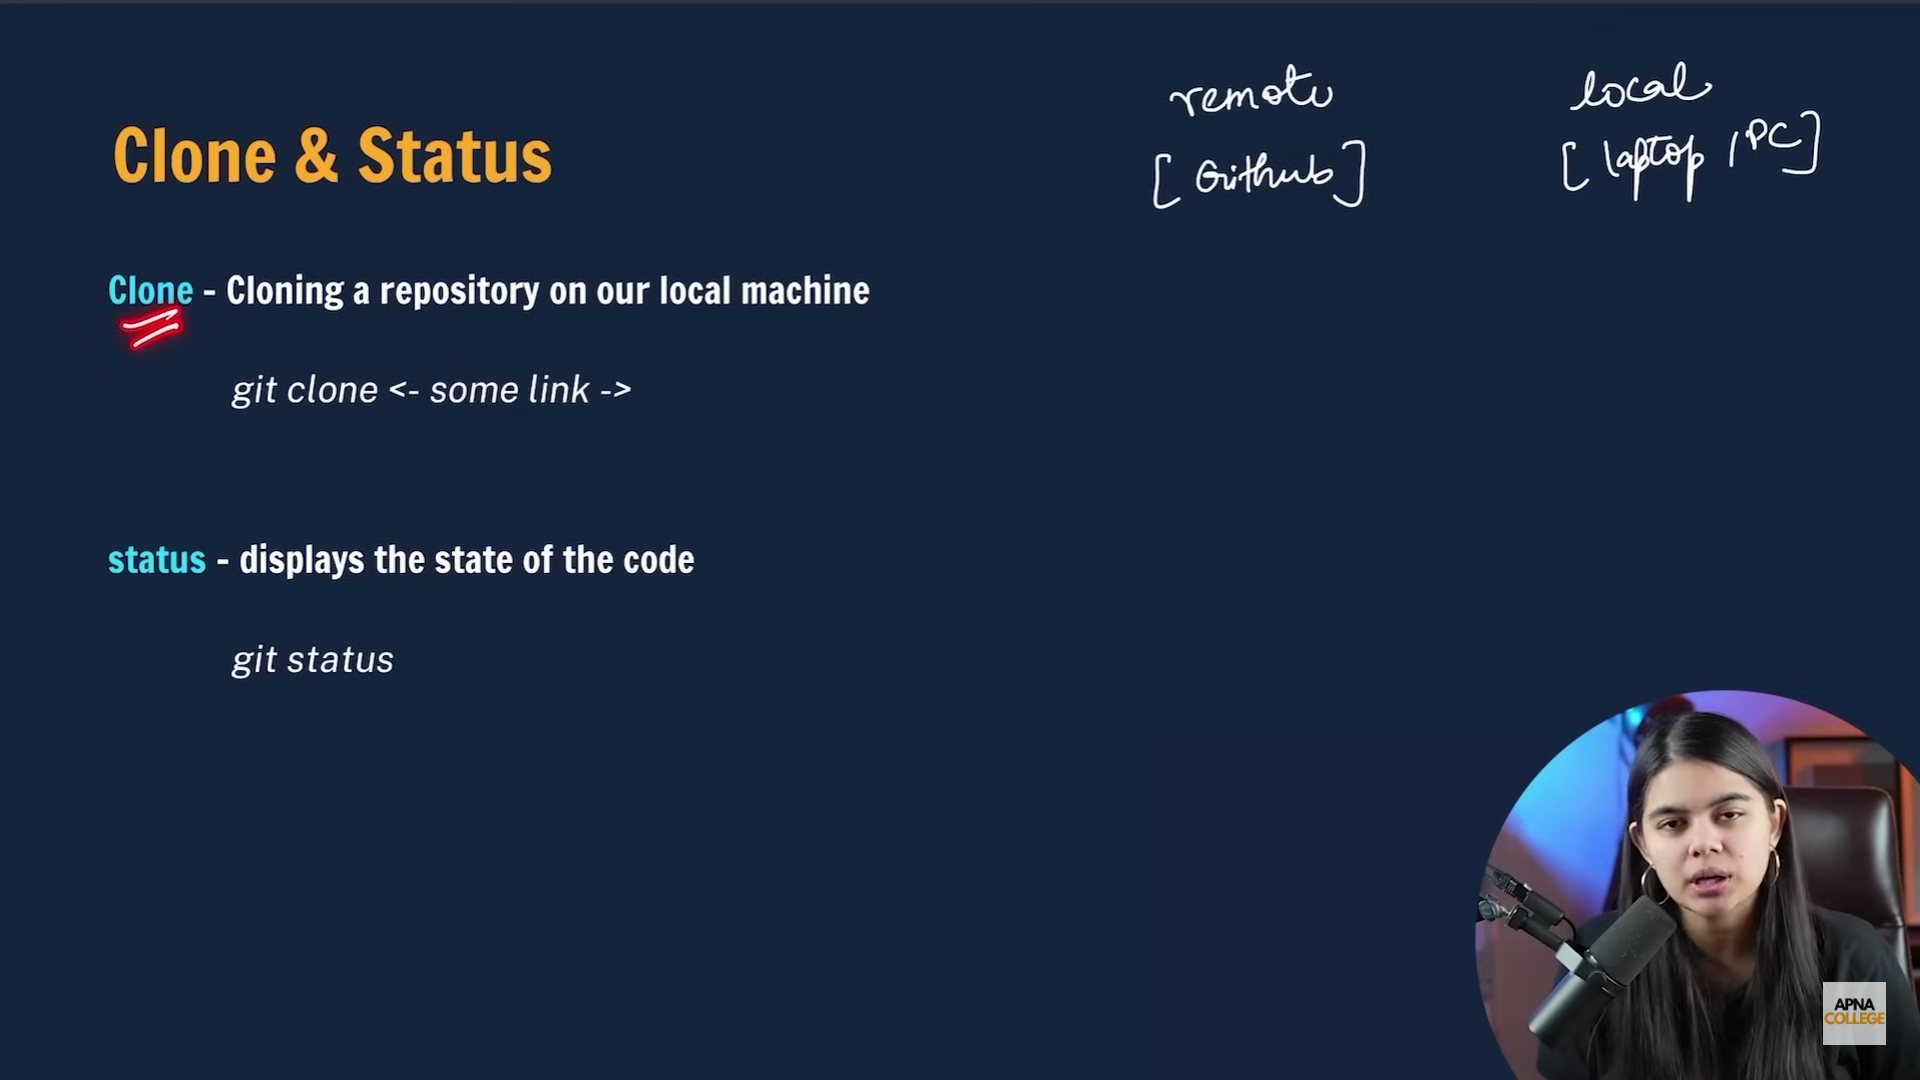 remote
local
[Github]
[laptop / PC]
Clone & Status
Clone - Cloning a repository on our local machine
git clone <- some link ->
status - displays the state of the code
git status
APNA
COLLEGE